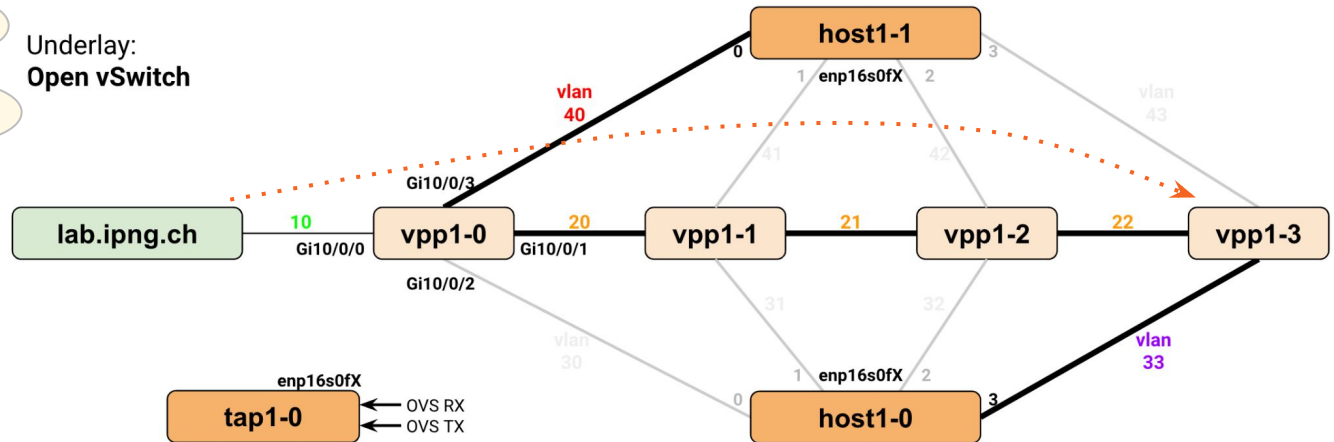 Underlay:
Open vSwitch
host1-1
0
3
1
enp16s0fX
2
vlan
40
vlan
43
41
42
Gi10/0/3
lab.ipng.ch
10
Gi10/0/0
vpp1-0
20
Gi10/0/1
vpp1-1
21
vpp1-2
22
vpp1-3
Gi10/0/2
31
32
vlan
30
vlan
33
enp16s0fX
tap1-0
OVS RX
OVS TX
1
enp16s0fX
2
0
3
host1-0